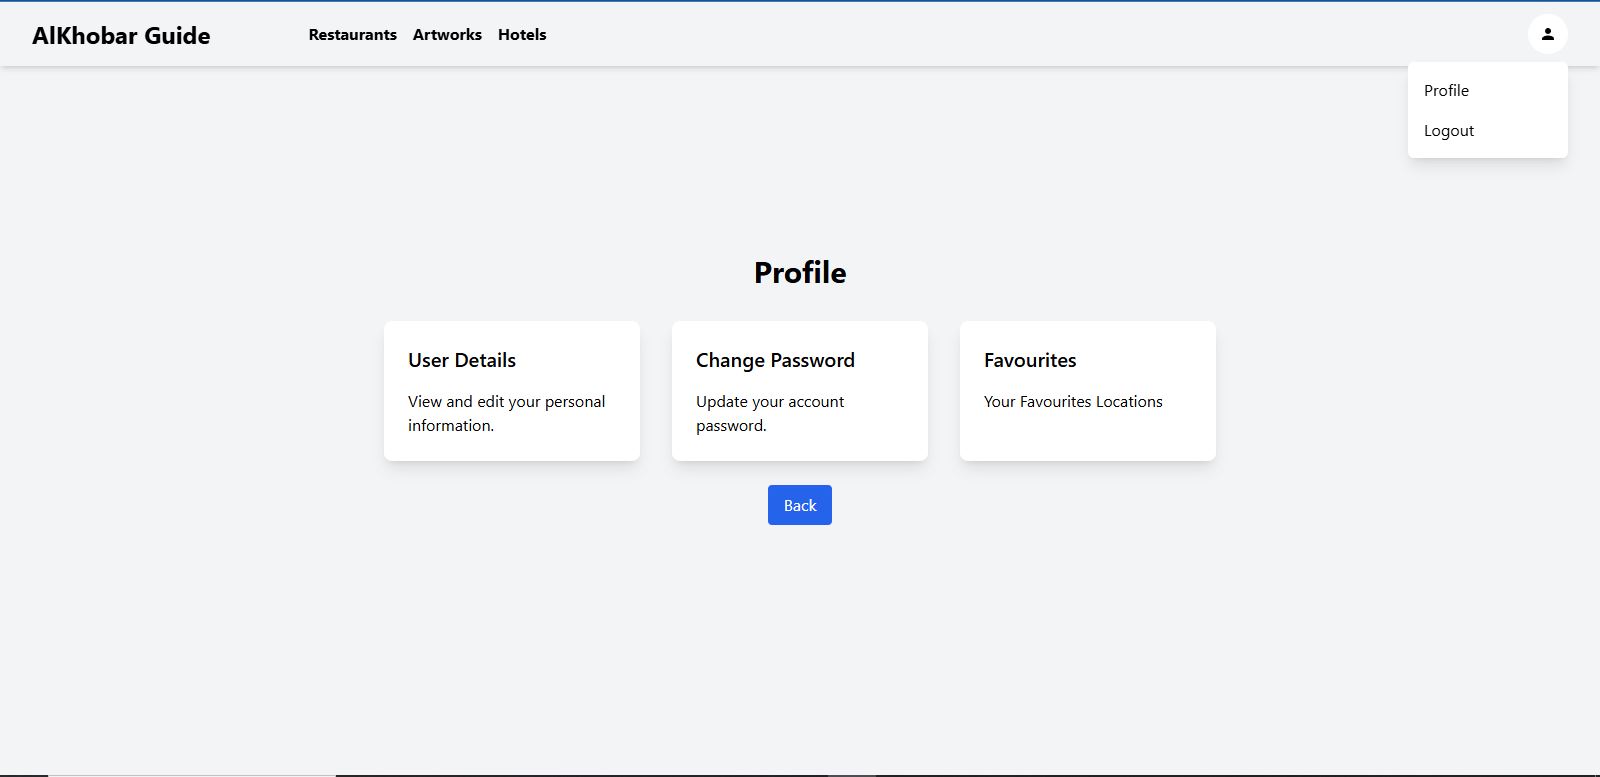 AlKhobar Guide
Restaurants Artworks Hotels
Profile
Logout
Profile
User Details
View and edit your personal
information.
Change Password
Update your account
password.
Favourites
Your Favourites Locations
Back